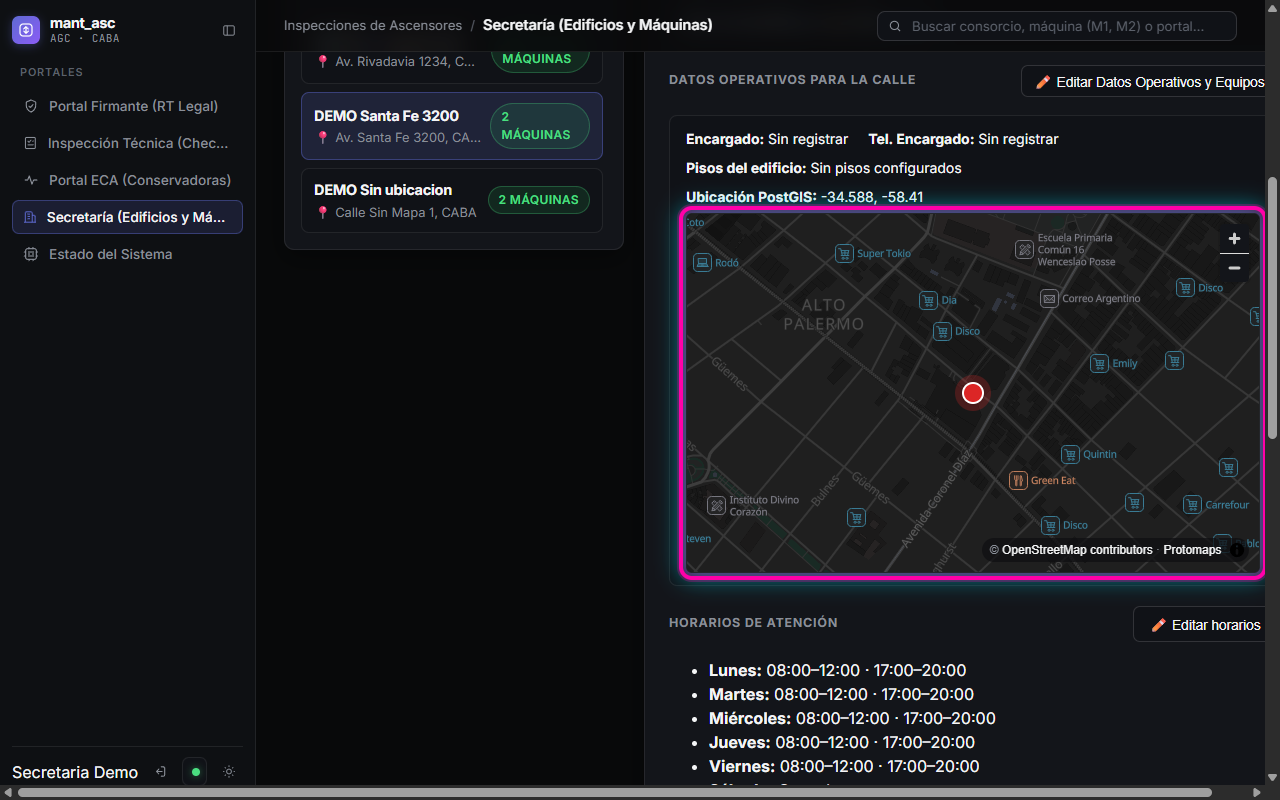 mant_asc
AGC · CABA
PORTALES
Portal Firmante (RT Legal)
Inspección Técnica (Chec...
Portal ECA (Conservadoras)
Secretaría (Edificios y Má...
Estado del Sistema
Secretaria Demo
Inspecciones de Ascensores / Secretaría (Edificios y Máquinas)
Buscar consorcio, máquina (M1, M2) o portal...
Av. Rivadavia 1234, C...
MÁQUINAS
DEMO Santa Fe 3200
Av. Santa Fe 3200, CA...
2
MÁQUINAS
DEMO Sin ubicacion
Calle Sin Mapa 1, CABA
2 MÁQUINAS
DATOS OPERATIVOS PARA LA CALLE
Editar Datos Operativos y Equipos
Encargado: Sin registrar Tel. Encargado: Sin registrar
Pisos del edificio: Sin pisos configurados
Ubicación PostGIS: -34.588, -58.41
Coto
Rodó
Super Tokio
Escuela Primaria
Común 16
Wenceslao Posse
+
−
Disco
Dia
Correo Argentino
ALTO
PALERMO
Disco
Emily
Güemes
Quintin
Green Eat
Avenida Coronel Díaz
Bulnes
Güemes
Instituto Divino
Corazón
Carrefour
Disco
teven
© OpenStreetMap contributors · Protomaps
HORARIOS DE ATENCIÓN
Editar horarios
• Lunes: 08:00–12:00 · 17:00–20:00
• Martes: 08:00–12:00 · 17:00–20:00
• Miércoles: 08:00–12:00 · 17:00–20:00
• Jueves: 08:00–12:00 · 17:00–20:00
• Viernes: 08:00–12:00 · 17:00–20:00